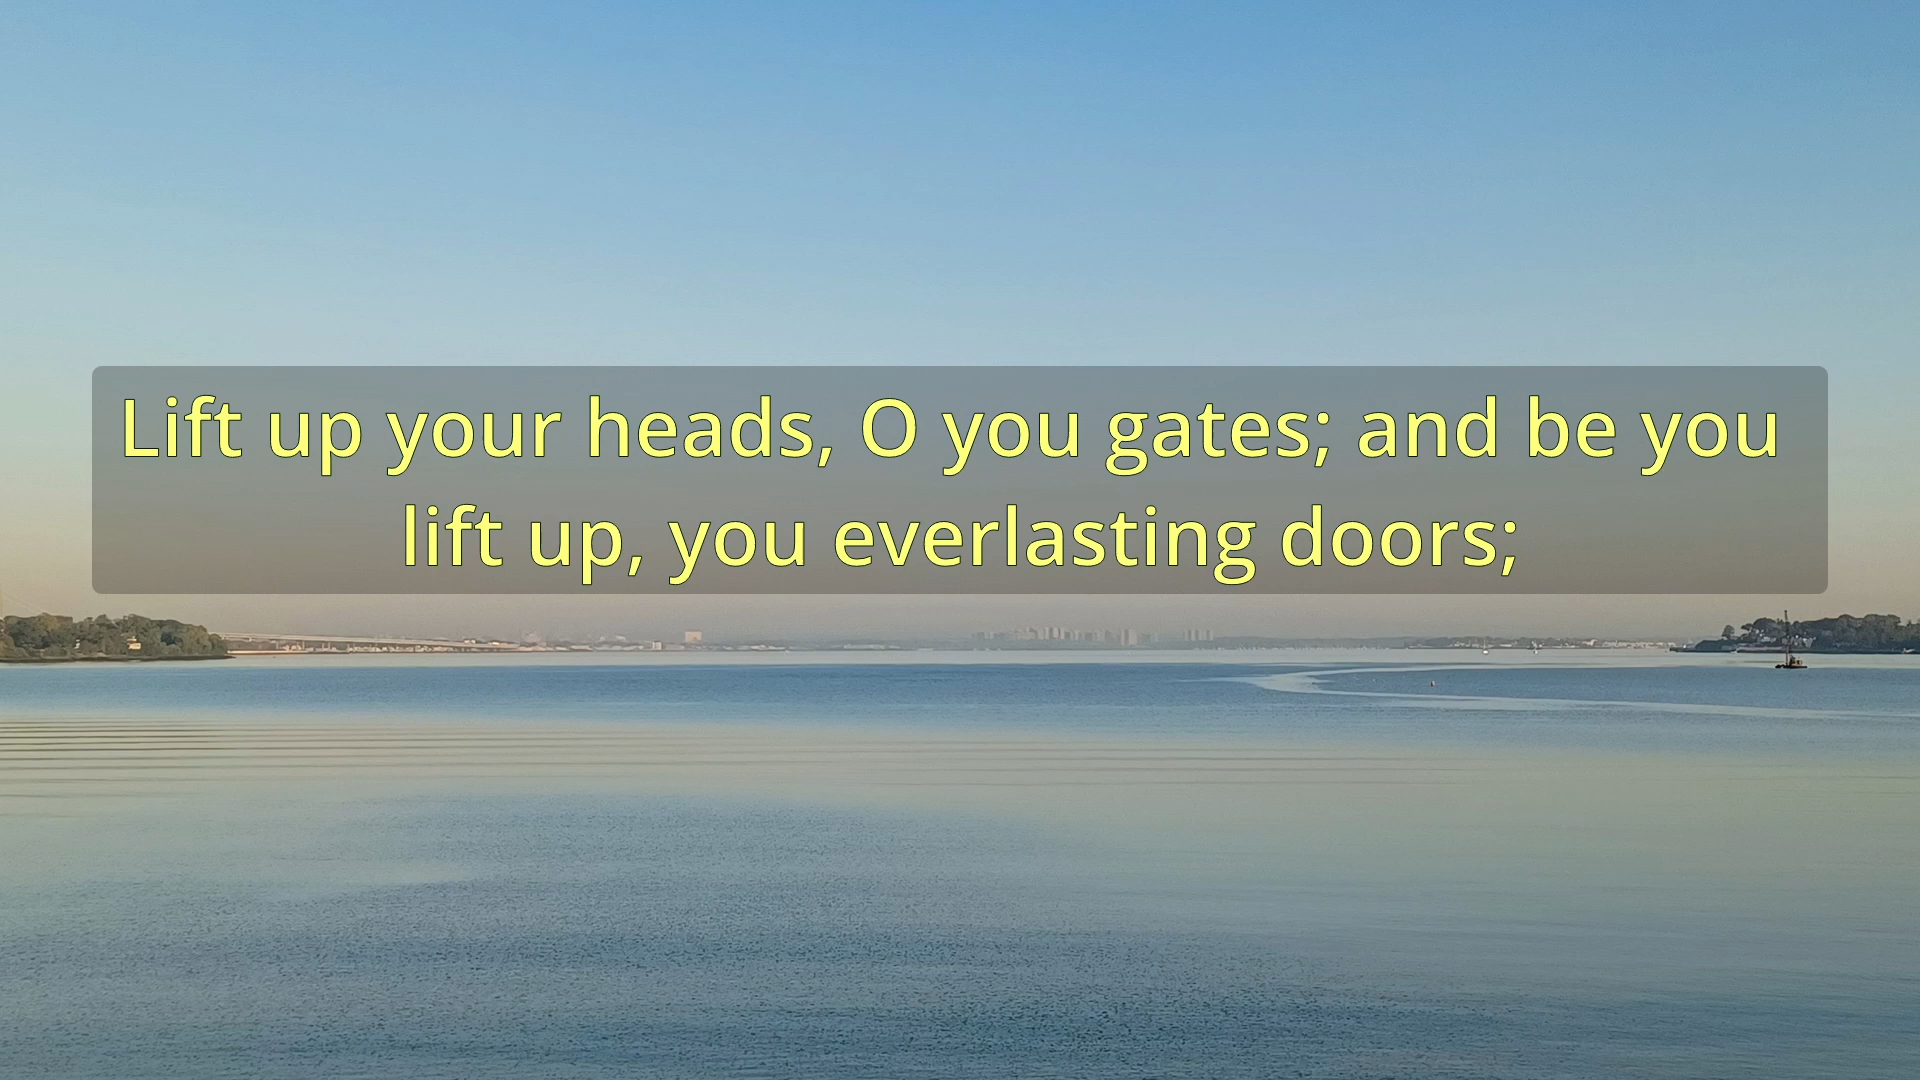 Lift up your heads, O you gates; and be you
lift up, you everlasting doors;